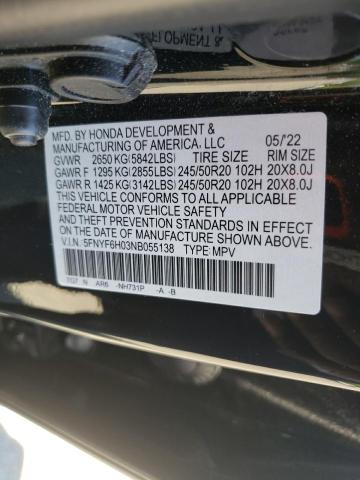 MFD. BY HONDA DEVELOPMENT &
MANUFACTURING OF AMERICA, LLC 05/'22
GVWR 2650 KG(5842LBS) TIRE SIZE RIM SIZE
GAWR F 1295 KG(2855LBS) 245/50R20 102H 20X8.0J
GAWR R 1425 KG(3142LBS) 245/50R20 102H 20X8.0J
THIS VEHICLE CONFORMS TO ALL APPLICABLE FEDERAL
MOTOR VEHICLE SAFETY STANDARDS IN EFFECT
ON THE DATE OF MANUFACTURE SHOWN ABOVE.
V.I.N.: 5FNYF6H03NB055138 TYPE: MPV
N AR6 -NH731P -A -B